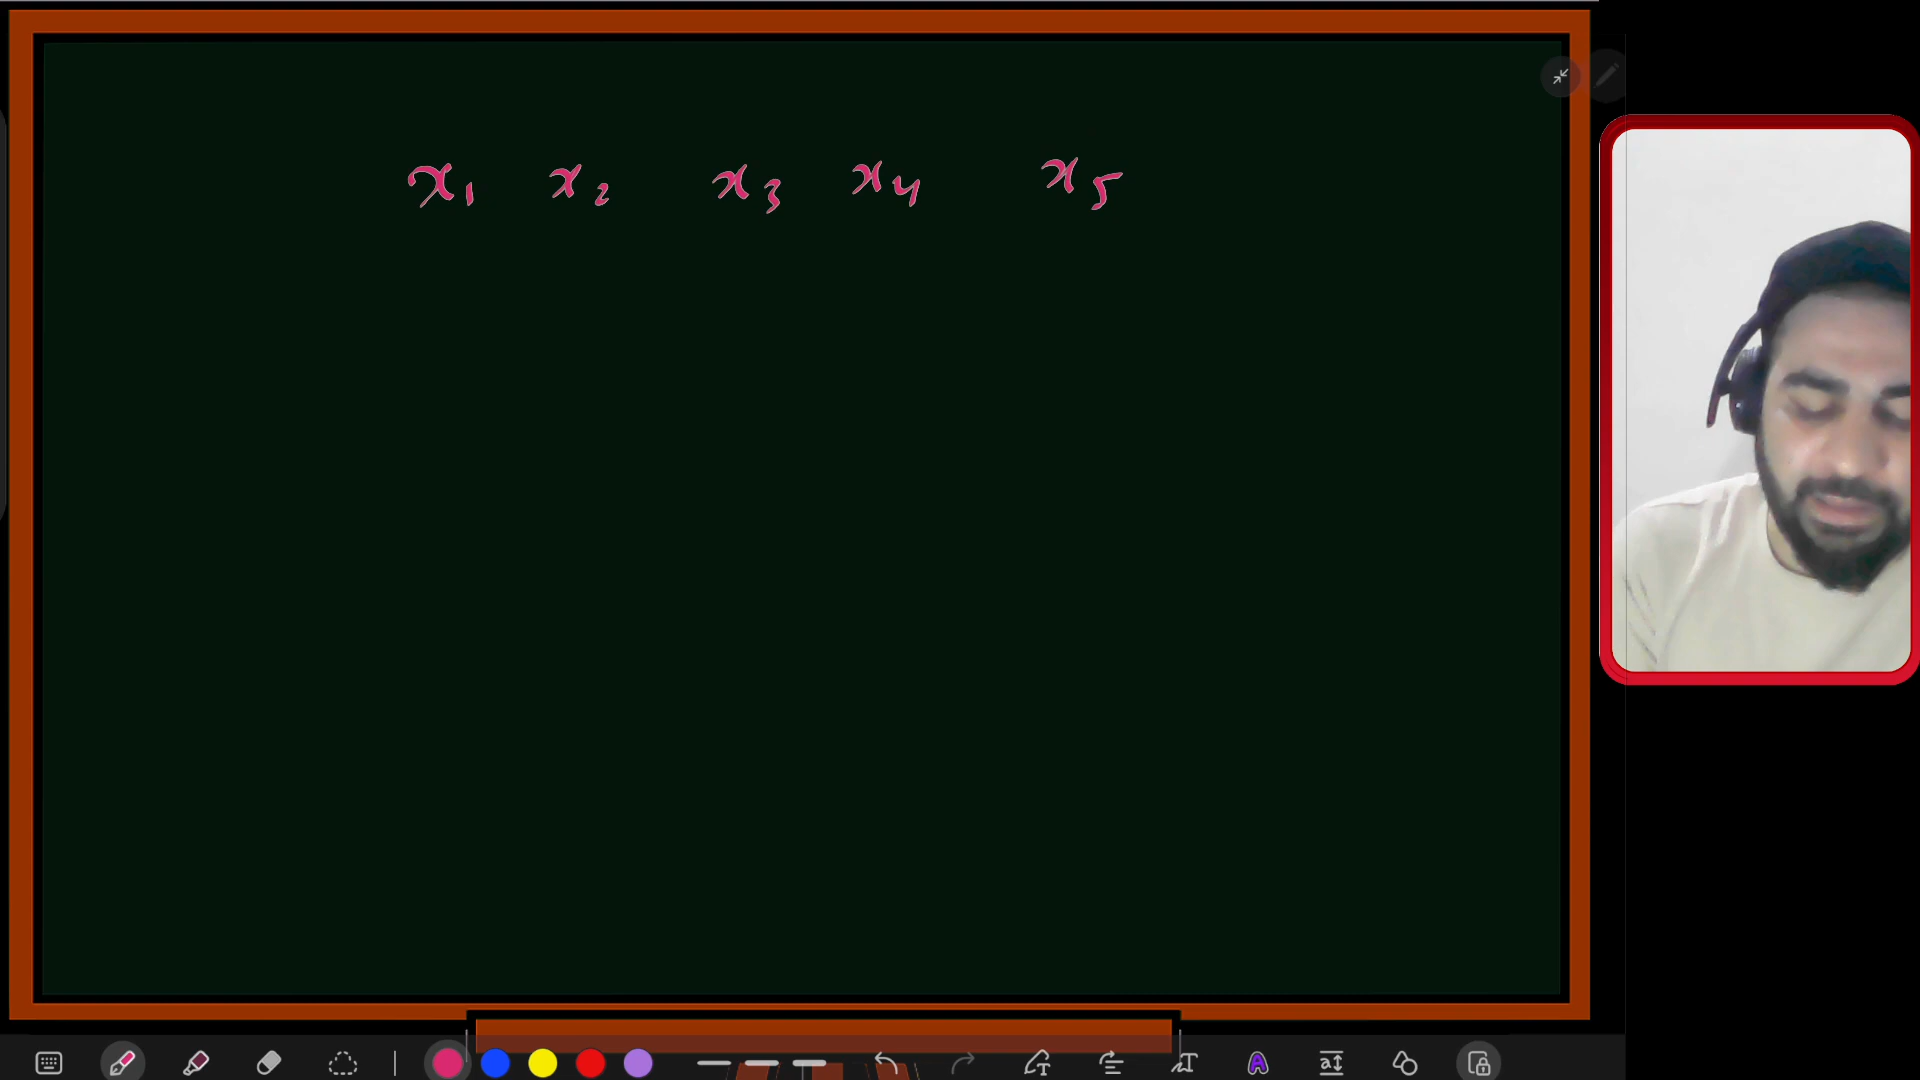 x₁ x₂ x₃ x₄ x₅